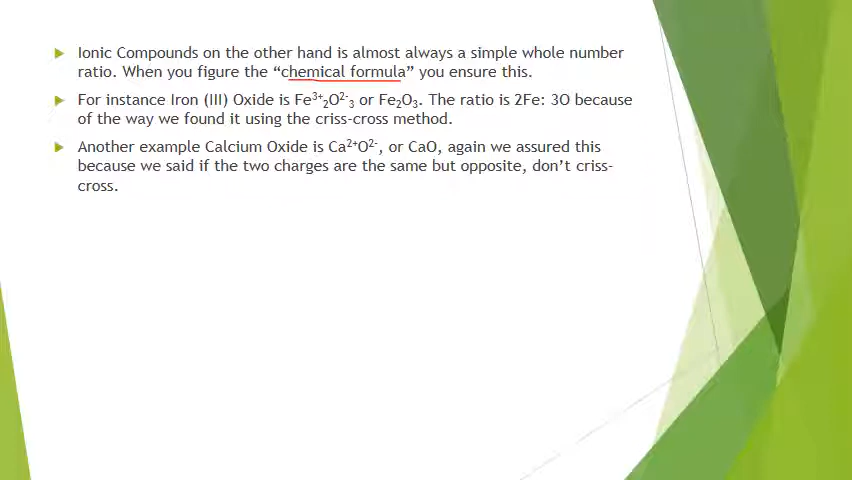 Ionic Compounds on the other hand is almost always a simple whole number
ratio. When you figure the “chemical formula” you ensure this.
For instance Iron (III) Oxide is Fe³⁺₂O²⁻₃ or Fe₂O₃. The ratio is 2Fe: 3O because
of the way we found it using the criss-cross method.
Another example Calcium Oxide is Ca²⁺O²⁻, or CaO, again we assured this
because we said if the two charges are the same but opposite, don’t criss-
cross.